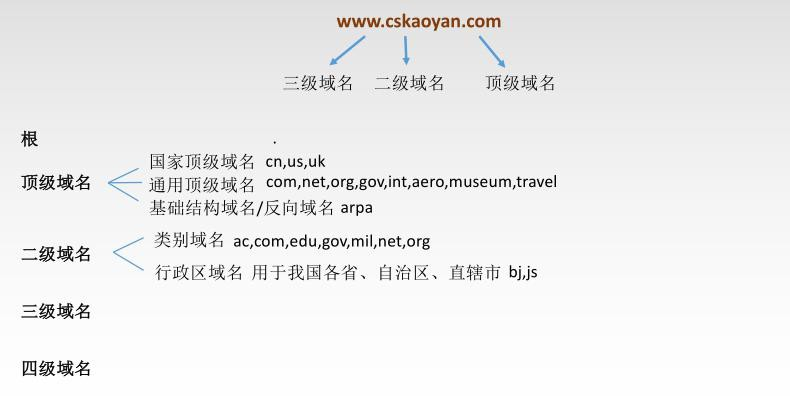 www.cskaoyan.com
三级域名 二级域名 顶级域名
根 .
国家顶级域名 cn,us,uk
顶级域名 通用顶级域名 com,net,org,gov,int,aero,museum,travel
基础结构域名/反向域名 arpa
类别域名 ac,com,edu,gov,mil,net,org
二级域名
行政区域名 用于我国各省、自治区、直辖市 bj,js
三级域名
四级域名